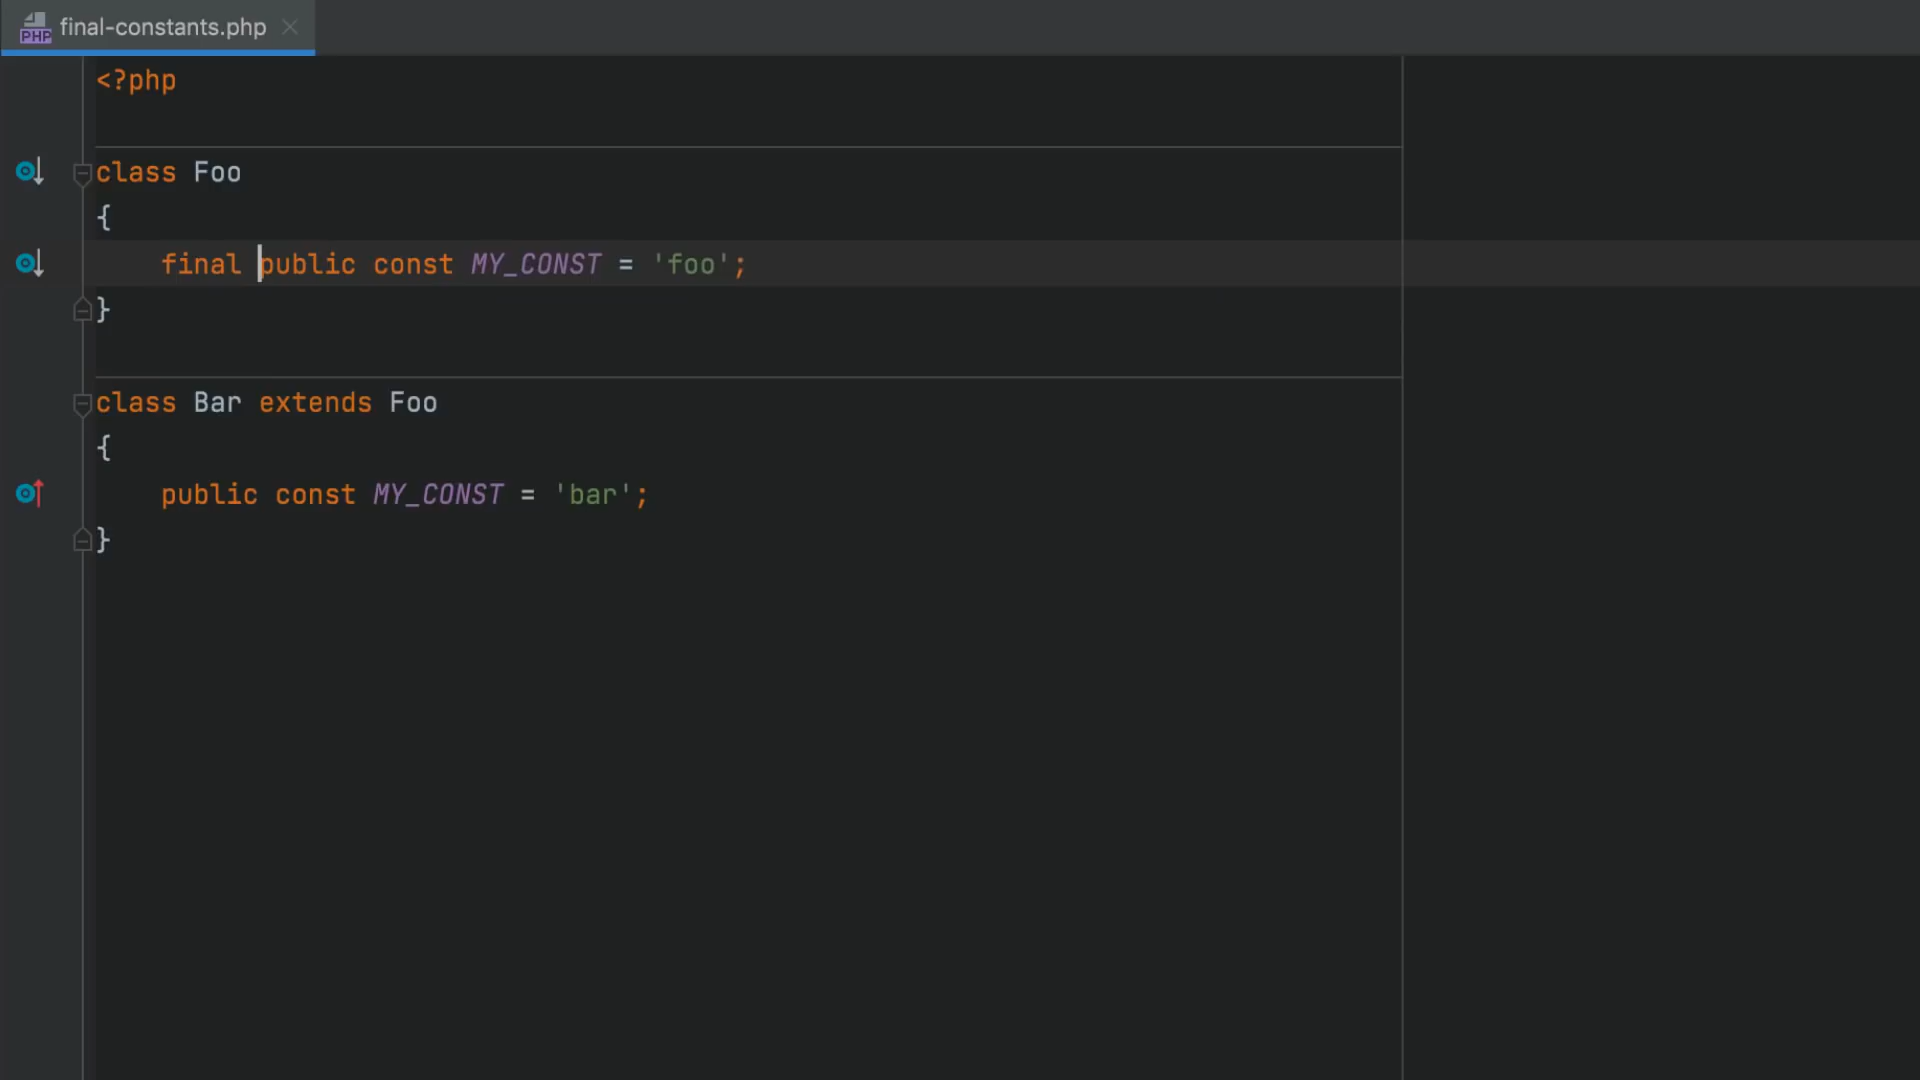 PHP final-constants.php
<?php
class Foo
{
    final public const MY_CONST = 'foo';
}
class Bar extends Foo
{
    public const MY_CONST = 'bar';
}